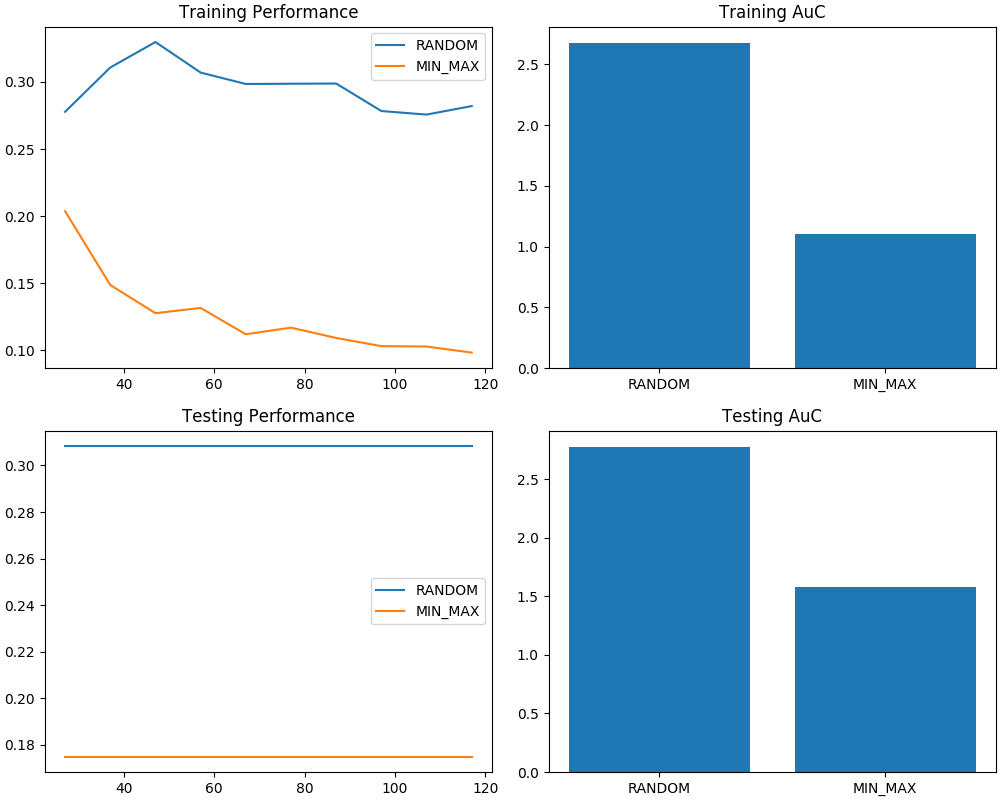 Training Performance
0.30
0.25
0.20
0.15
0.10
40 60 80 100 120
RANDOM
MIN_MAX
Training AuC
2.5
2.0
1.5
1.0
0.5
0.0
RANDOM MIN_MAX
Testing Performance
0.30
0.28
0.26
0.24
0.22
0.20
0.18
40 60 80 100 120
RANDOM
MIN_MAX
Testing AuC
2.5
2.0
1.5
1.0
0.5
0.0
RANDOM MIN_MAX